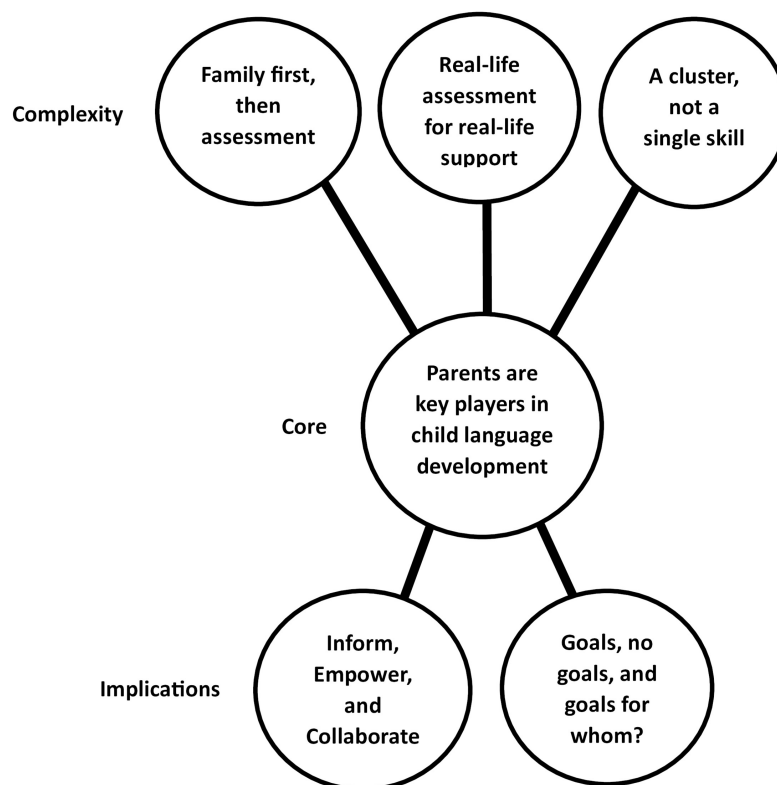 Complexity
Family first,
then
assessment
Real-life
assessment
for real-life
support
A cluster,
not a
single skill
Core
Parents are
key players in
child language
development
Implications
Inform,
Empower,
and
Collaborate
Goals, no
goals, and
goals for
whom?